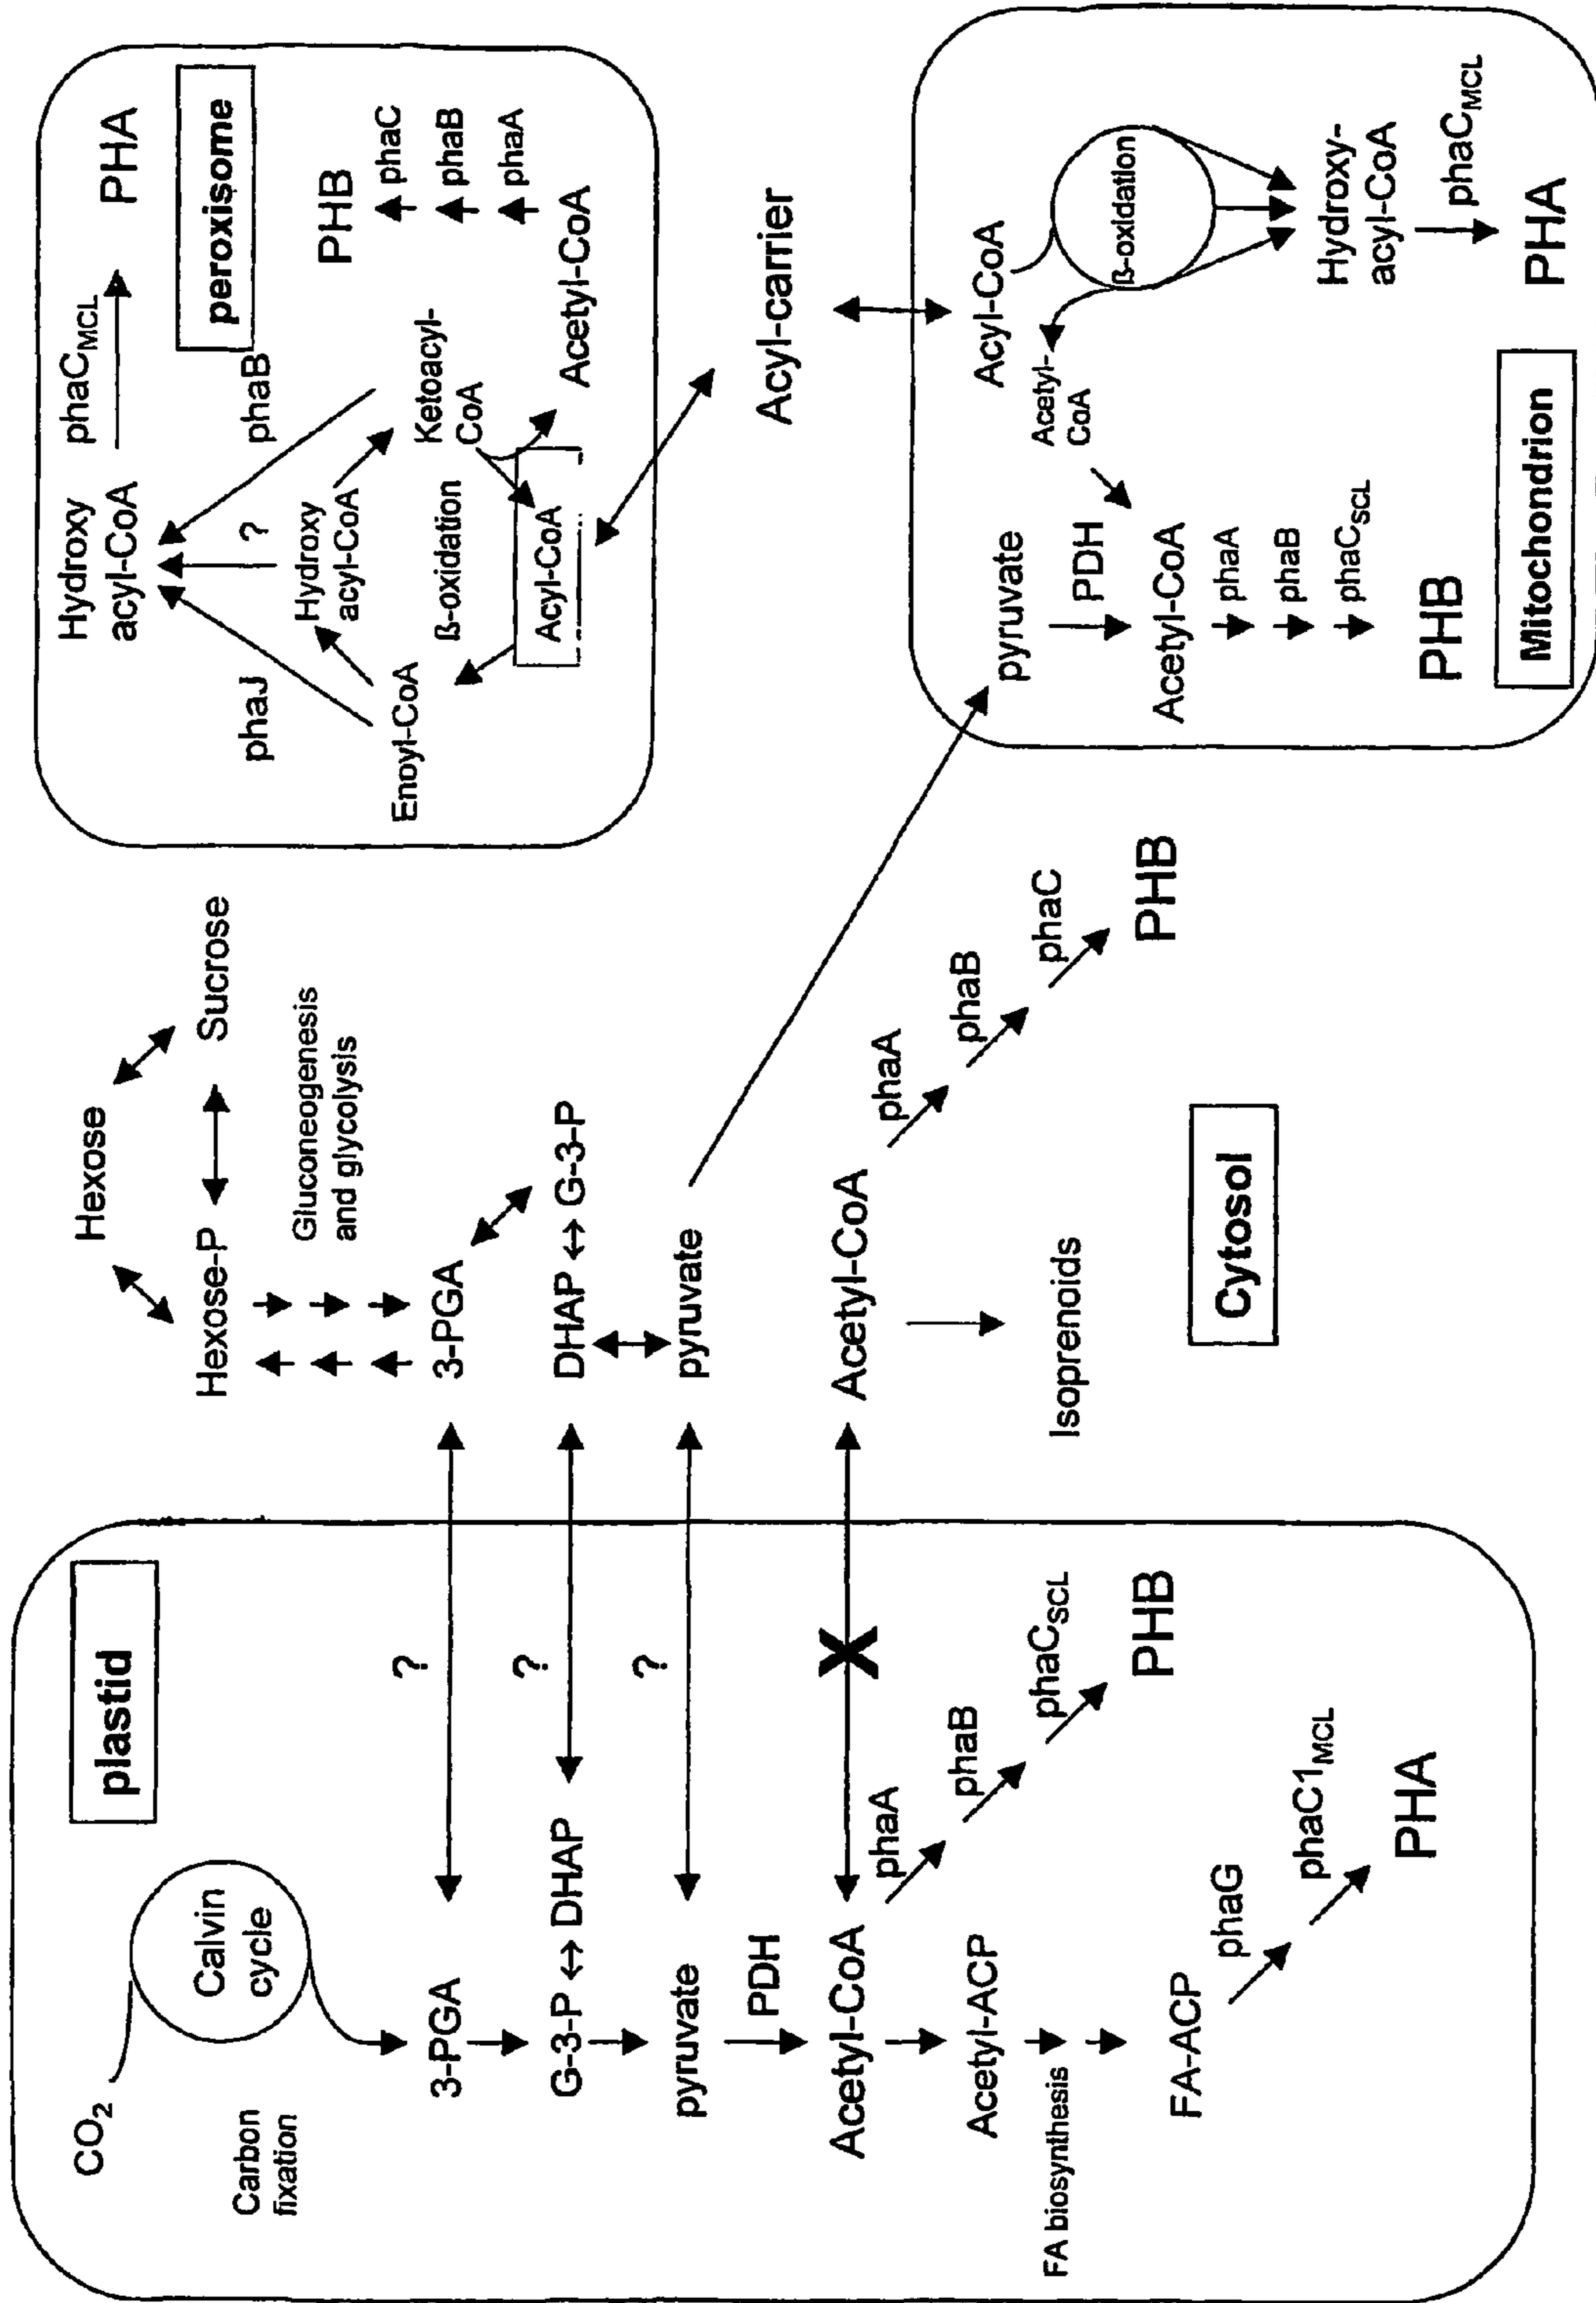 plastid
CO2
Calvin
cycle
Carbon
fixation
3-PGA
?
G-3-P ↔ DHAP
?
pyruvate
?
PDH
Acetyl-CoA
X
phaA
phaB
phaCSCL
PHB
Acetyl-ACP
FA biosynthesis
FA-ACP
phaG
phaC1MCL
PHA
Hexose
Hexose-P
Sucrose
Gluconeogenesis
and glycolysis
3-PGA
DHAP ↔ G-3-P
pyruvate
Acetyl-CoA
phaA
phaB
phaC
PHB
Isoprenoids
Cytosol
Hydroxy
acyl-CoA
phaCMCL
PHA
peroxisome
phaJ
?
phaB
Hydroxy
acyl-CoA
Enoyl-CoA
Ketoacyl-
CoA
ß-oxidation
Acyl-CoA
Acetyl-CoA
PHB
phaC
phaB
phaA
Acyl-carrier
pyruvate
PDH
Acetyl-CoA
phaA
phaB
phaCSCL
PHB
Acyl-CoA
Acetyl-
CoA
ß-oxidation
Hydroxy-
acyl-CoA
phaCMCL
PHA
Mitochondrion